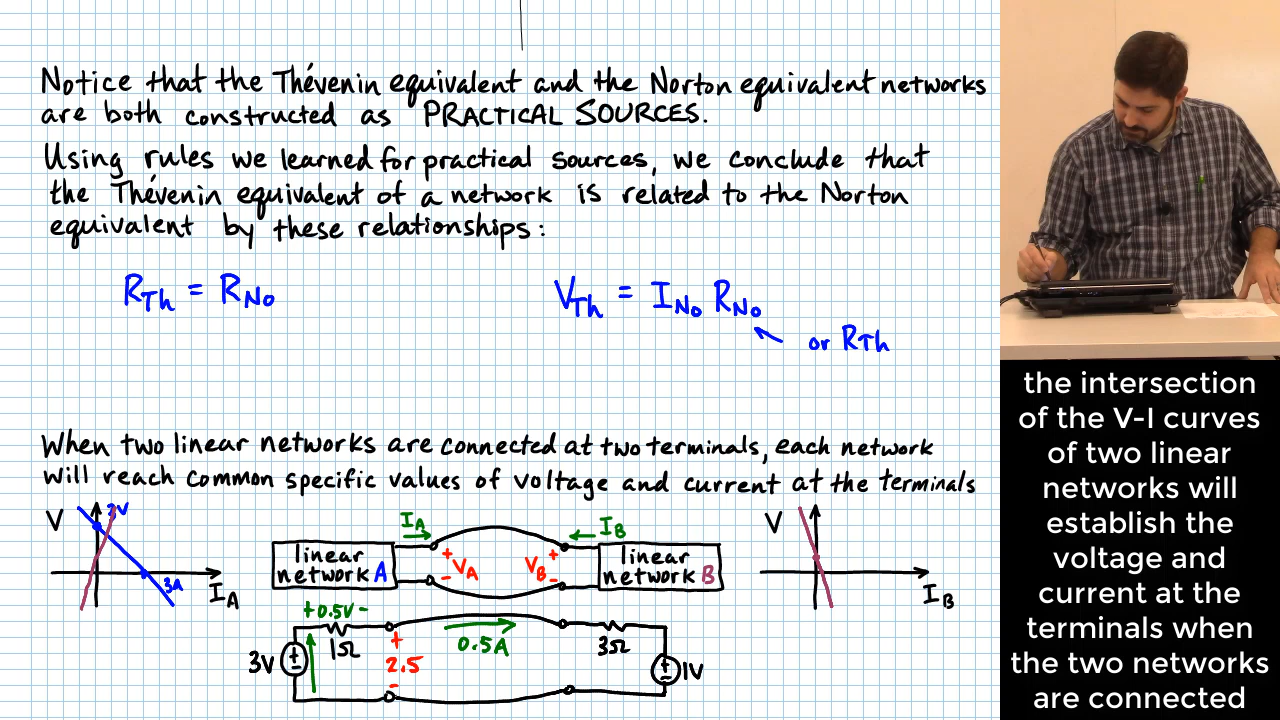 Notice that the Thévenin equivalent and the Norton equivalent networks
are both constructed as PRACTICAL SOURCES.
Using rules we learned for practical sources, we conclude that
the Thévenin equivalent of a network is related to the Norton
equivalent by these relationships:
RTh = RNo
VTh = INo RNo
or RTh
When two linear networks are connected at two terminals, each network
will reach common specific values of voltage and current at the terminals
V
3V
3A
IA
IA
IB
linear
network A
+
VA
-
VB
+
-
linear
network B
V
IB
+0.5V-
3V
+
-
1Ω
+
2.5
-
0.5A
3Ω
+
-
1V
the intersection
of the V-I curves
of two linear
networks will
establish the
voltage and
current at the
terminals when
the two networks
are connected